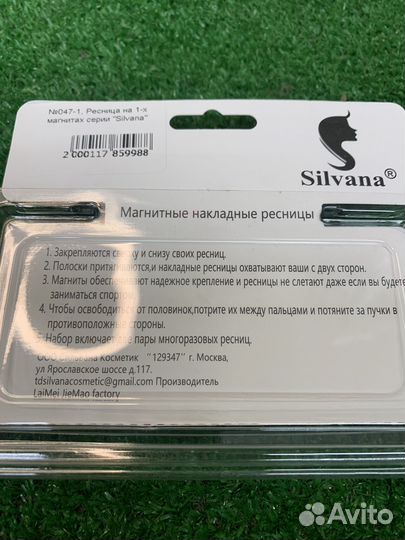 №047-1, Ресница на 1-х
магнитах серии "Silvana"
2 000117 859988
Silvana®
Магнитные накладные ресницы
1. Закрепляются сверху и снизу своих ресниц.
2. Полоски притягиваются,и накладные ресницы охватывают ваши с двух сторон.
3. Магниты обеспечивают надежное крепление и ресницы не слетают даже если вы будете
заниматься спортом.
4. Чтобы освободиться от половинок,потрите их между пальцами и потяните за пучки в
противоположные стороны.
5. Набор включает две пары многоразовых ресниц.
ООО Сильвана Косметик "129347" г. Москва,
ул Ярославское шоссе д.117.
tdsilvanacosmetic@gmail.com Производитель
LaiMei JieMao factory
Avito